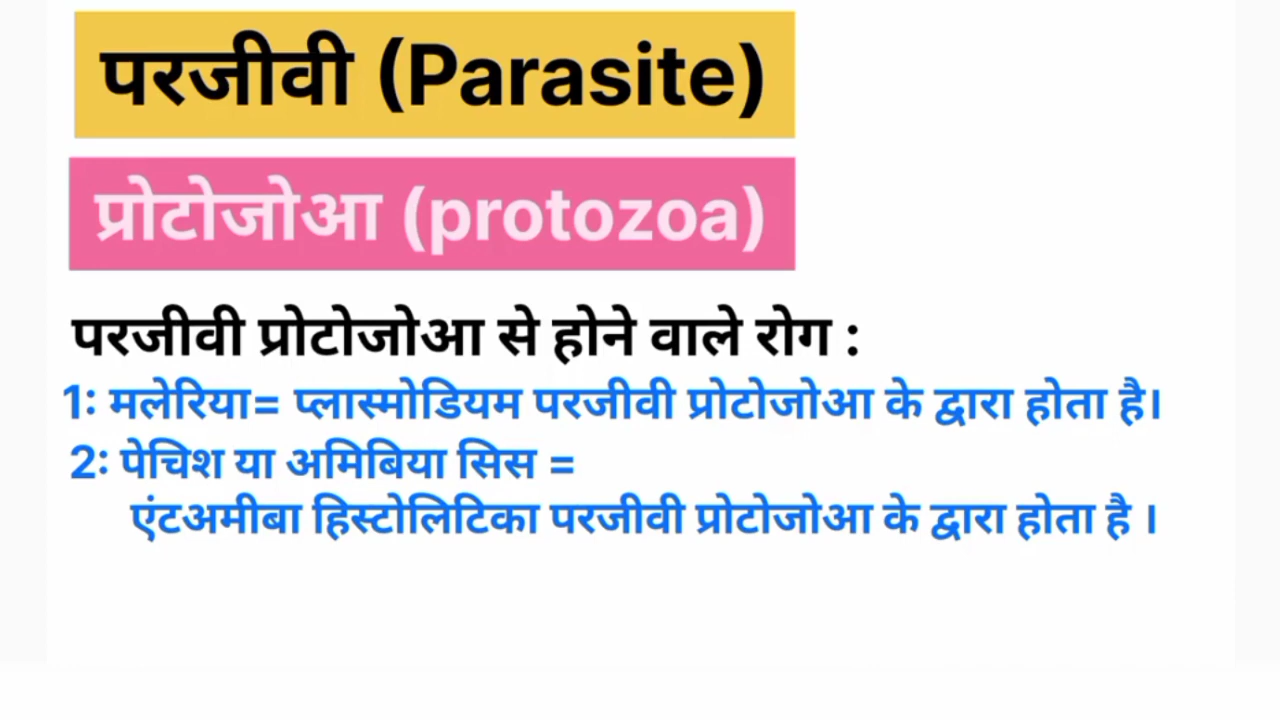 परजीवी (Parasite)
प्रोटोजोआ (protozoa)
परजीवी प्रोटोजोआ से होने वाले रोग :
1: मलेरिया= प्लास्मोडियम परजीवी प्रोटोजोआ के द्वारा होता है।
2: पेचिश या अमिबिया सिस =
एंटअमीबा हिस्टोलिटिका परजीवी प्रोटोजोआ के द्वारा होता है ।